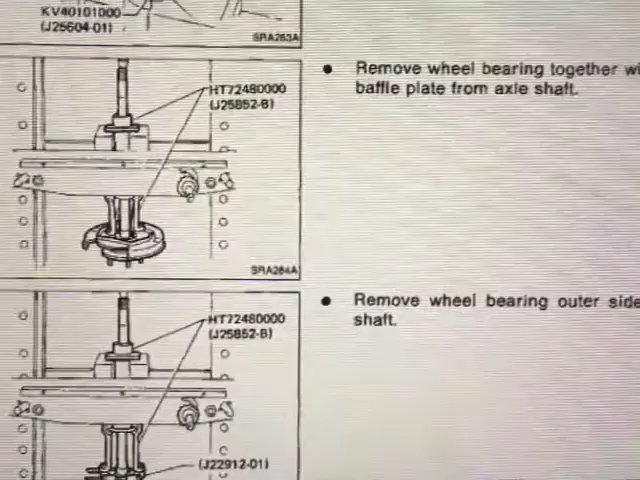 KV40101000
(J25604-01)
SRA263A
HT72480000
(J25852-B)
SRA264A
● Remove wheel bearing together wi
baffle plate from axle shaft.
HT72480000
(J25852-B)
(J22912-01)
● Remove wheel bearing outer side
shaft.